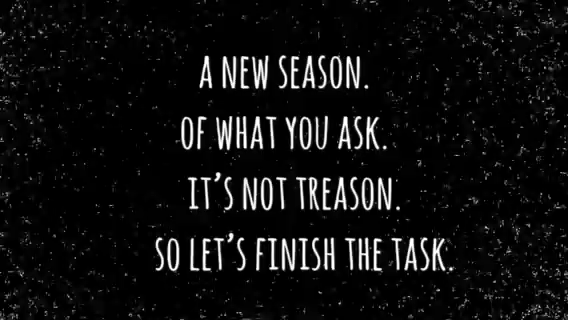 A NEW SEASON.
OF WHAT YOU ASK.
IT'S NOT TREASON.
SO LET'S FINISH THE TASK.